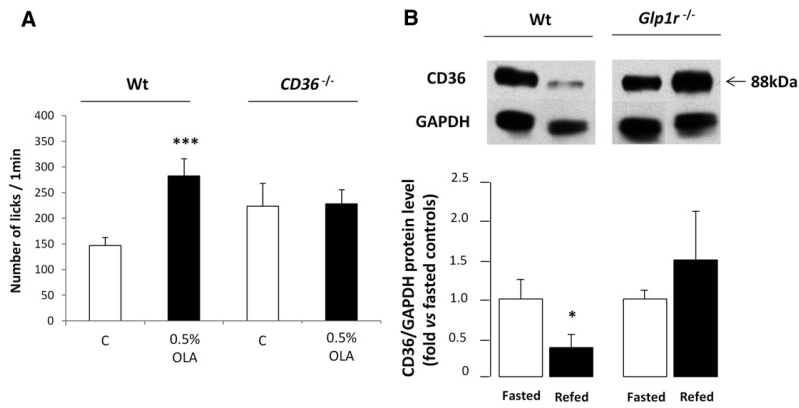 A
Wt
CD36 -/-
Number of licks / 1min
400
350
300
250
200
150
100
50
0
***
C
0.5%
OLA
C
0.5%
OLA
B
Wt
Glp1r -/-
CD36
GAPDH
← 88kDa
CD36/GAPDH protein level
(fold vs fasted controls)
2.5
2.0
1.5
1.0
0.5
0
*
Fasted
Refed
Fasted
Refed